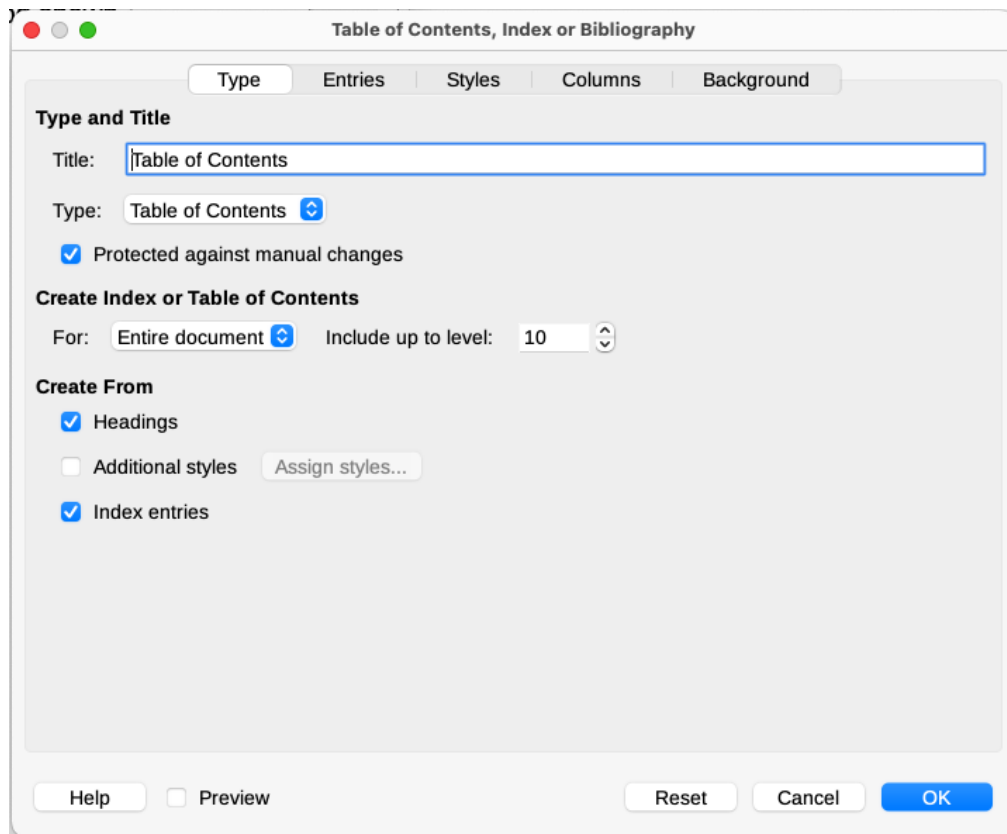 Table of Contents, Index or Bibliography
Type Entries Styles Columns Background
Type and Title
Title: Table of Contents
Type: Table of Contents
Protected against manual changes
Create Index or Table of Contents
For: Entire document Include up to level: 10
Create From
Headings
Additional styles Assign styles...
Index entries
Help Preview Reset Cancel OK